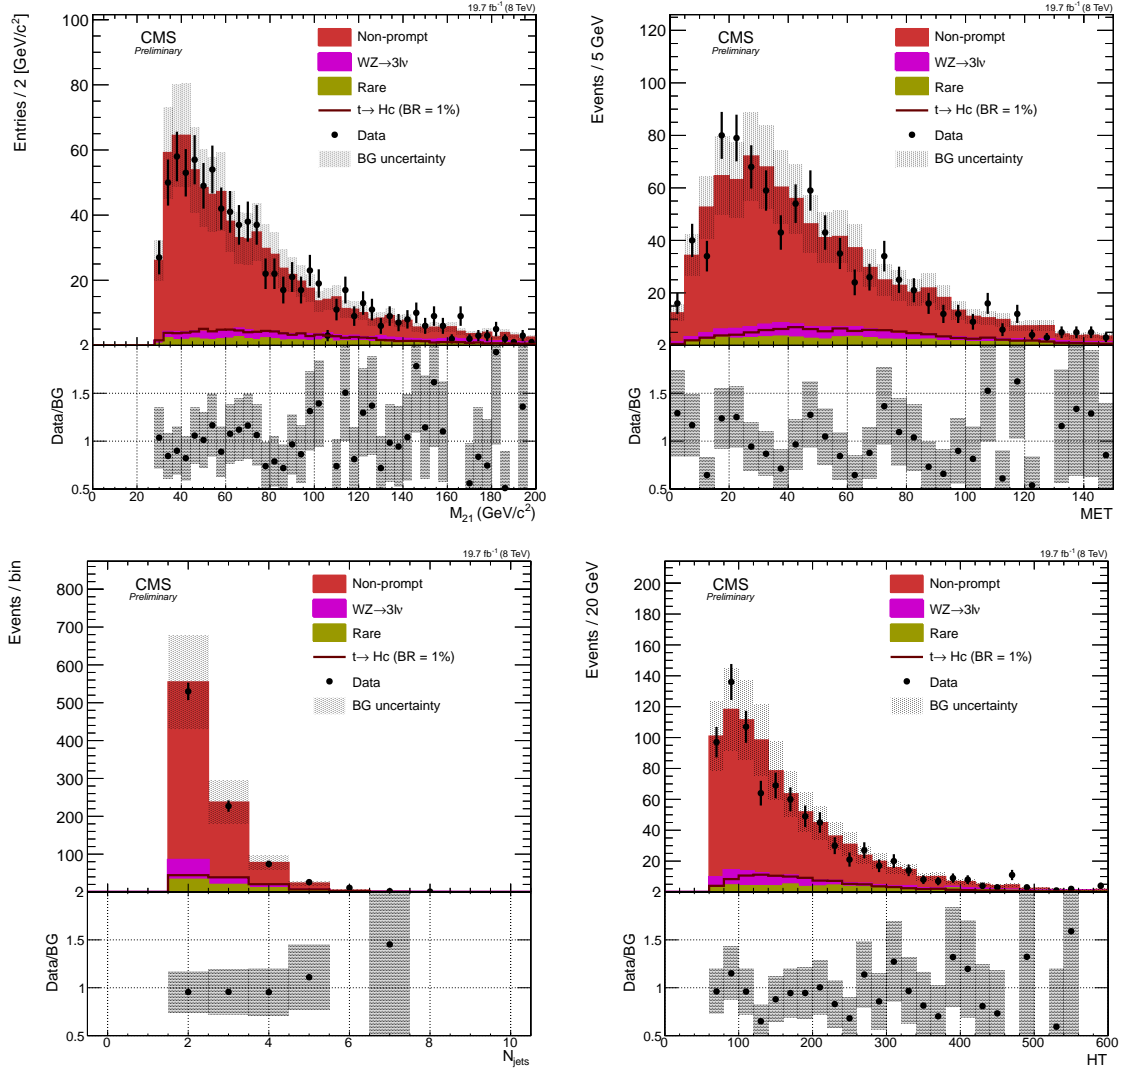 19.7 fb⁻¹ (8 TeV)
CMS
Preliminary
Entries / 2 [GeV/c²]
Non-prompt
WZ→3lν
Rare
t→ Hc (BR = 1%)
Data
BG uncertainty
100
80
60
40
20
2
Data/BG
1.5
1
0.5
0 20 40 60 80 100 120 140 160 180 200
M₂₁ (GeV/c²)
19.7 fb⁻¹ (8 TeV)
CMS
Preliminary
Events / 5 GeV
Non-prompt
WZ→3lν
Rare
t→ Hc (BR = 1%)
Data
BG uncertainty
120
100
80
60
40
20
2
Data/BG
1.5
1
0.5
0 20 40 60 80 100 120 140
MET
19.7 fb⁻¹ (8 TeV)
CMS
Preliminary
Events / bin
Non-prompt
WZ→3lν
Rare
t→ Hc (BR = 1%)
Data
BG uncertainty
800
700
600
500
400
300
200
100
2
Data/BG
1.5
1
0.5
0 2 4 6 8 10
N_jets
19.7 fb⁻¹ (8 TeV)
CMS
Preliminary
Events / 20 GeV
Non-prompt
WZ→3lν
Rare
t→ Hc (BR = 1%)
Data
BG uncertainty
200
180
160
140
120
100
80
60
40
20
2
Data/BG
1.5
1
0.5
0 100 200 300 400 500 600
HT